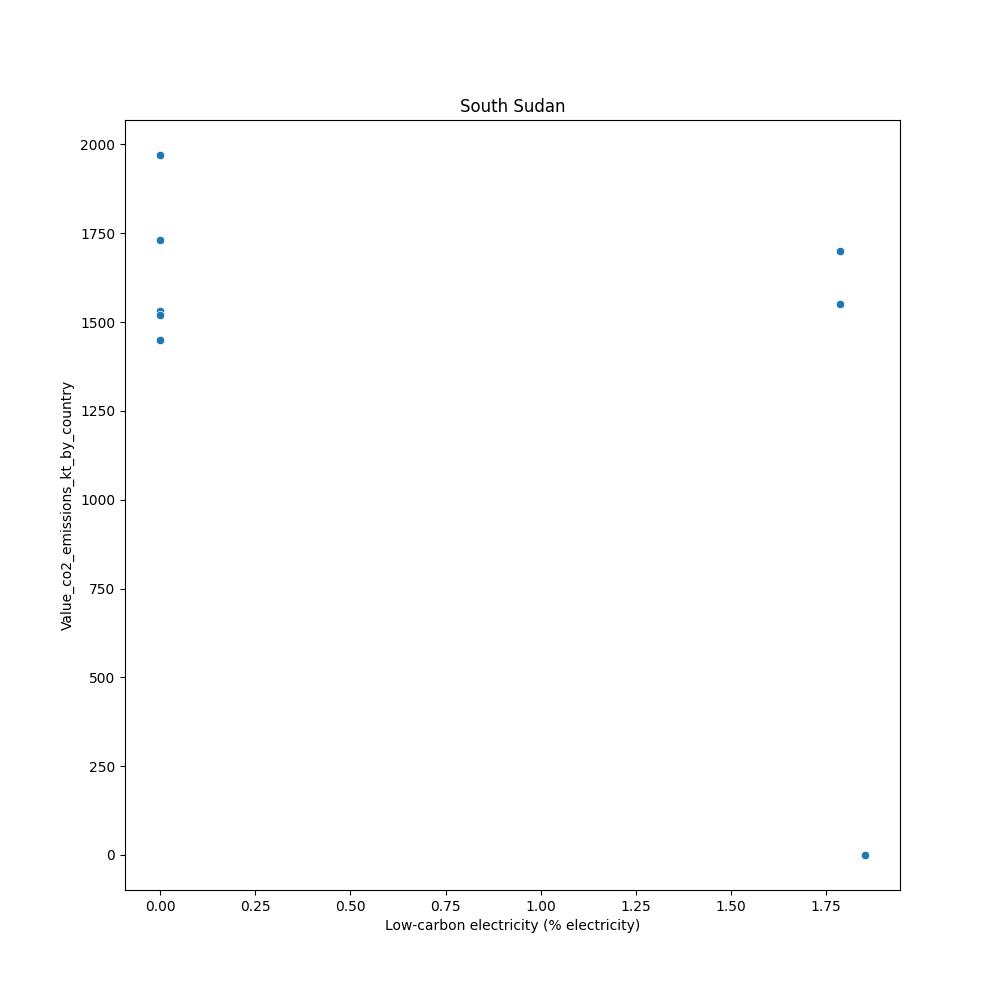 South Sudan
2000
1750
1500
1250
1000
750
500
250
0
Value_co2_emissions_kt_by_country
0.00 0.25 0.50 0.75 1.00 1.25 1.50 1.75
Low-carbon electricity (% electricity)